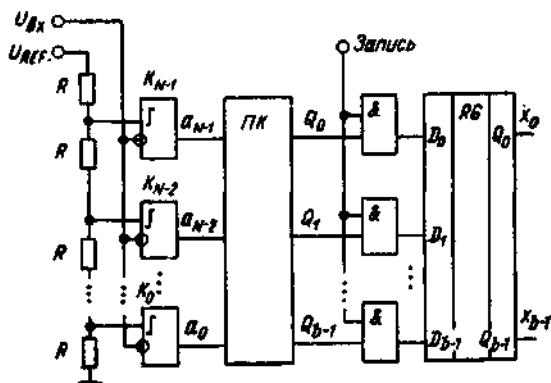 U_ВХ
U_REF.
Запись
R
K_N-1
a_N-1
ПК
Q_0
&
D_0
RG
Q_0
x_0
R
K_N-2
a_N-2
Q_1
&
D_1
R
K_0
a_0
Q_b-1
&
D_b-1
Q_b-1
x_b-1
R